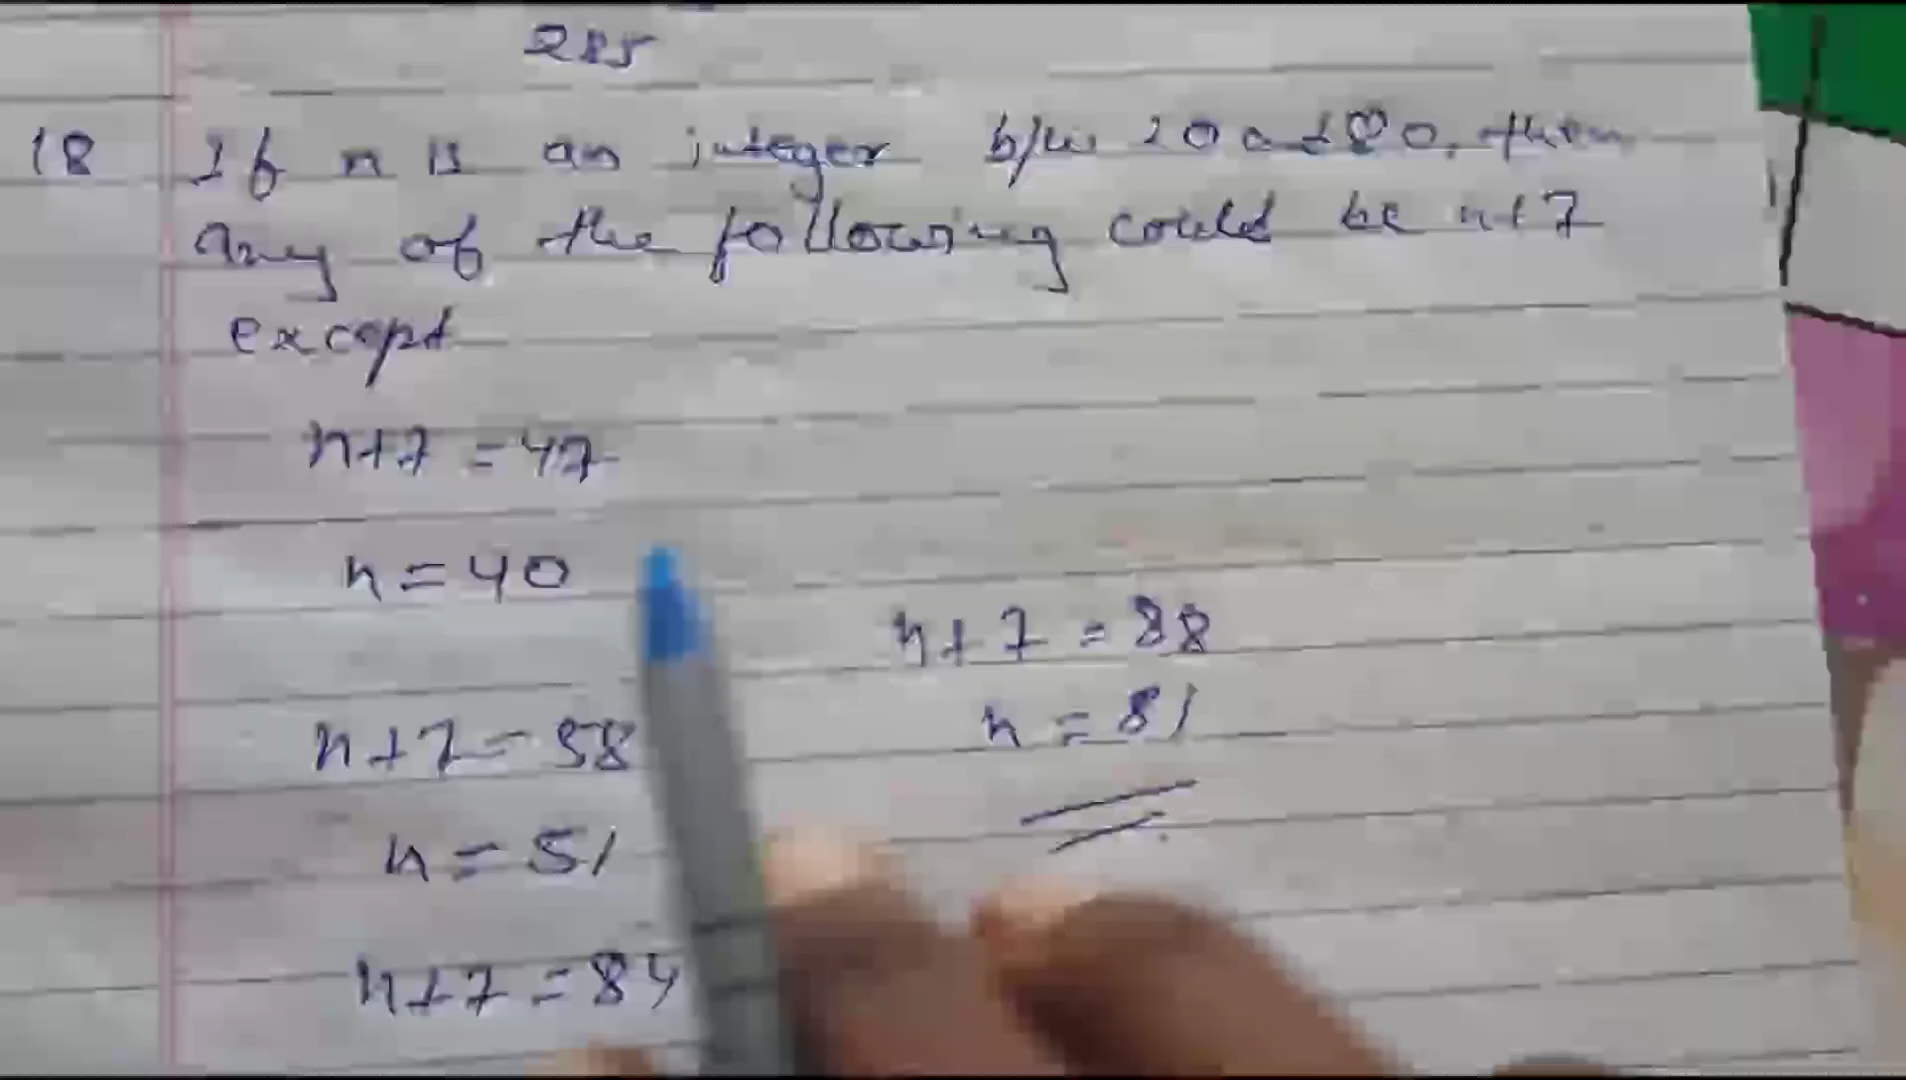 285
18 If n is an integer b/w 20 and 80, then
any of the following could be n+7
except
n+7 = 47
n = 40
n+7 = 88
n = 81
n+7 = 58
n = 51
n+7 = 84